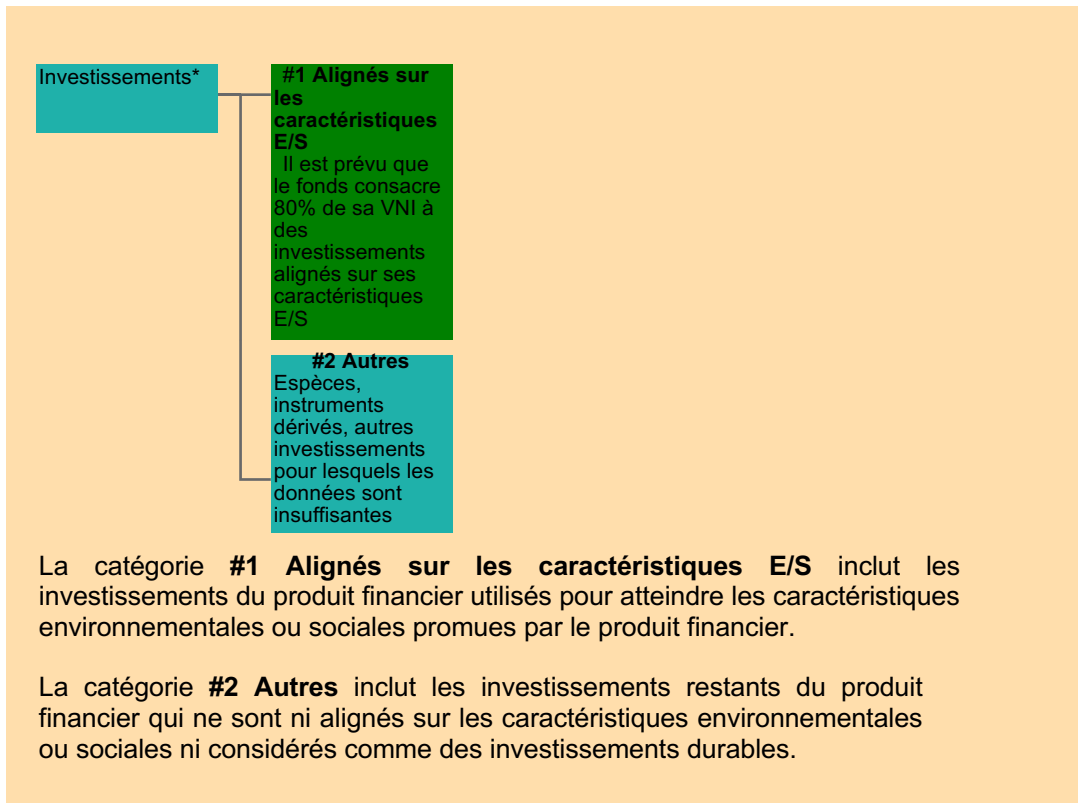 Investissements*
#1 Alignés sur
les
caractéristiques
E/S
Il est prévu que
le fonds consacre
80% de sa VNI à
des
investissements
alignés sur ses
caractéristiques
E/S
#2 Autres
Espèces,
instruments
dérivés, autres
investissements
pour lesquels les
données sont
insuffisantes
La catégorie #1 Alignés sur les caractéristiques E/S inclut les
investissements du produit financier utilisés pour atteindre les caractéristiques
environnementales ou sociales promues par le produit financier.
La catégorie #2 Autres inclut les investissements restants du produit
financier qui ne sont ni alignés sur les caractéristiques environnementales
ou sociales ni considérés comme des investissements durables.